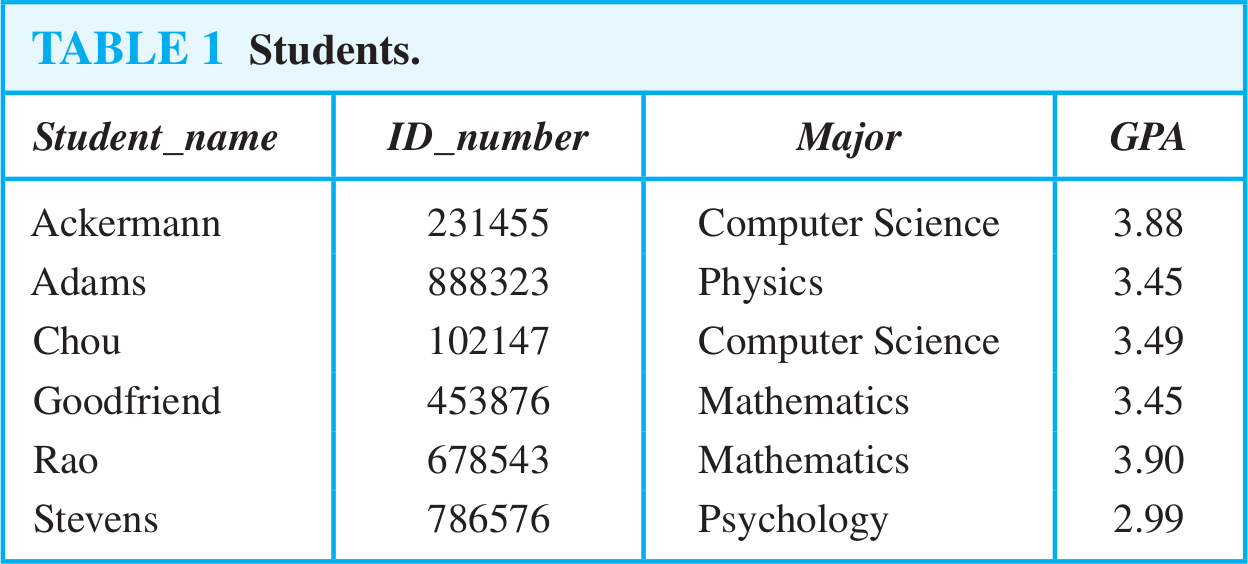 TABLE 1 Students.
Student_name ID_number Major GPA
Ackermann 231455 Computer Science 3.88
Adams 888323 Physics 3.45
Chou 102147 Computer Science 3.49
Goodfriend 453876 Mathematics 3.45
Rao 678543 Mathematics 3.90
Stevens 786576 Psychology 2.99